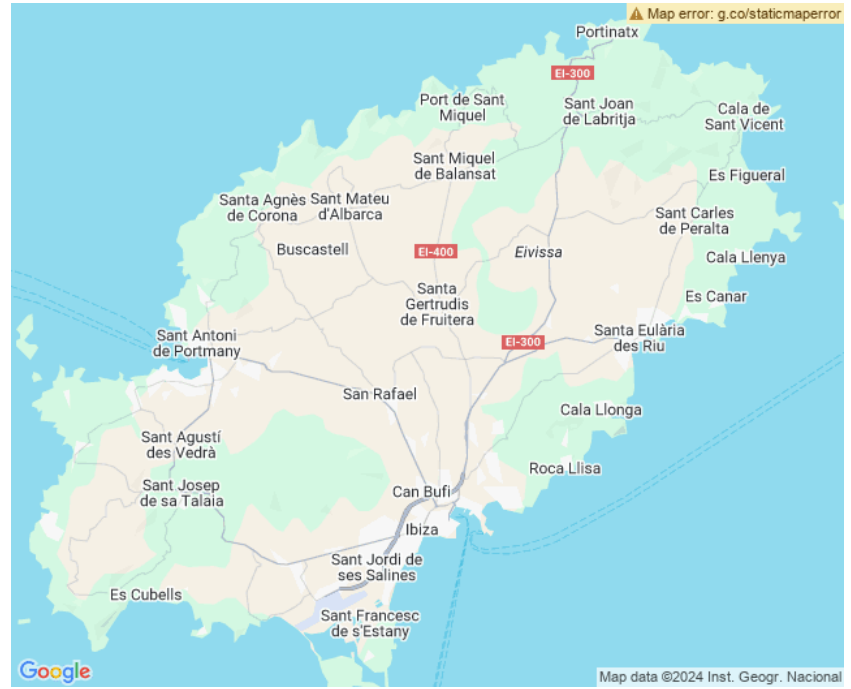 Map error: g.co/staticmaperror
Portinatx
EI-300
Port de Sant
Miquel
Sant Joan
de Labritja
Cala de
Sant Vicent
Sant Miquel
de Balansat
Es Figueral
Santa Agnès
de Corona
Sant Mateu
d'Albarca
Sant Carles
de Peralta
Buscastell
EI-400
Eivissa
Cala Llenya
Santa
Gertrudis
de Fruitera
Es Canar
Sant Antoni
de Portmany
EI-300
Santa Eulària
des Riu
San Rafael
Cala Llonga
Sant Agustí
des Vedrà
Roca Llisa
Sant Josep
de sa Talaia
Can Bufí
Ibiza
Sant Jordi de
ses Salines
Es Cubells
Sant Francesc
de s'Estany
Google
Map data ©2024 Inst. Geogr. Nacional